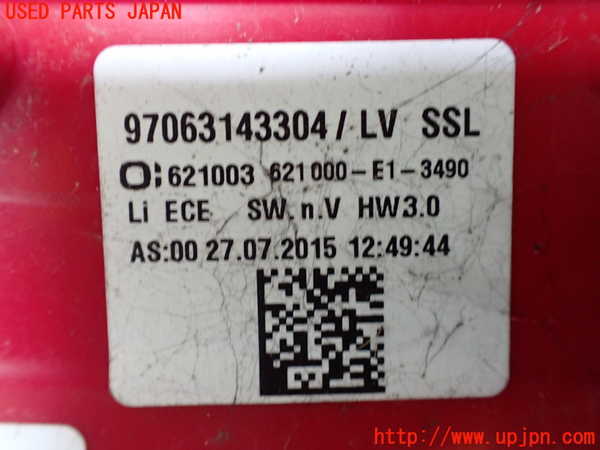 USED PARTS JAPAN
97063143304 / LV SSL
621003 621000-E1-3490
Li ECE SW.n.V HW3.0
AS:00 27.07.2015 12:49:44
http://www.upjpn.com/